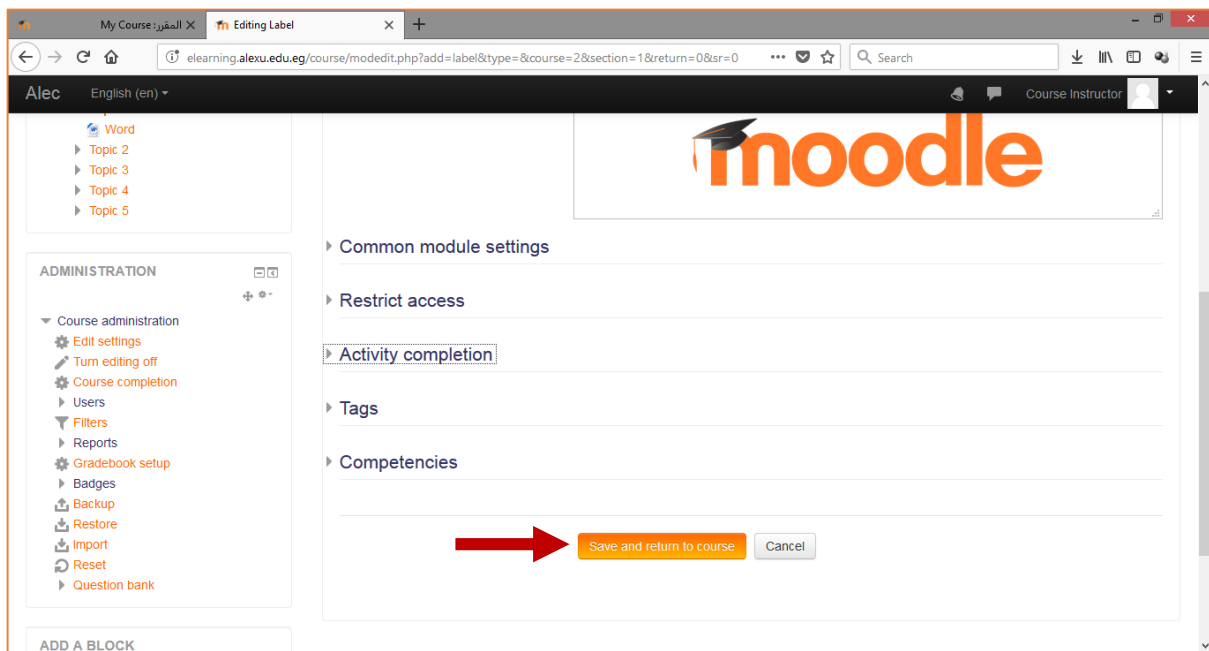 My Course: المقرر
Editing Label
elearning.alexu.edu.eg/course/modedit.php?add=label&type=&course=2&section=1&return=0&sr=0
Search
Alec
English (en)
Course Instructor
Word
Topic 2
Topic 3
Topic 4
Topic 5
moodle
Common module settings
Restrict access
Activity completion
Tags
Competencies
Save and return to course
Cancel
ADMINISTRATION
Course administration
Edit settings
Turn editing off
Course completion
Users
Filters
Reports
Gradebook setup
Badges
Backup
Restore
Import
Reset
Question bank
ADD A BLOCK